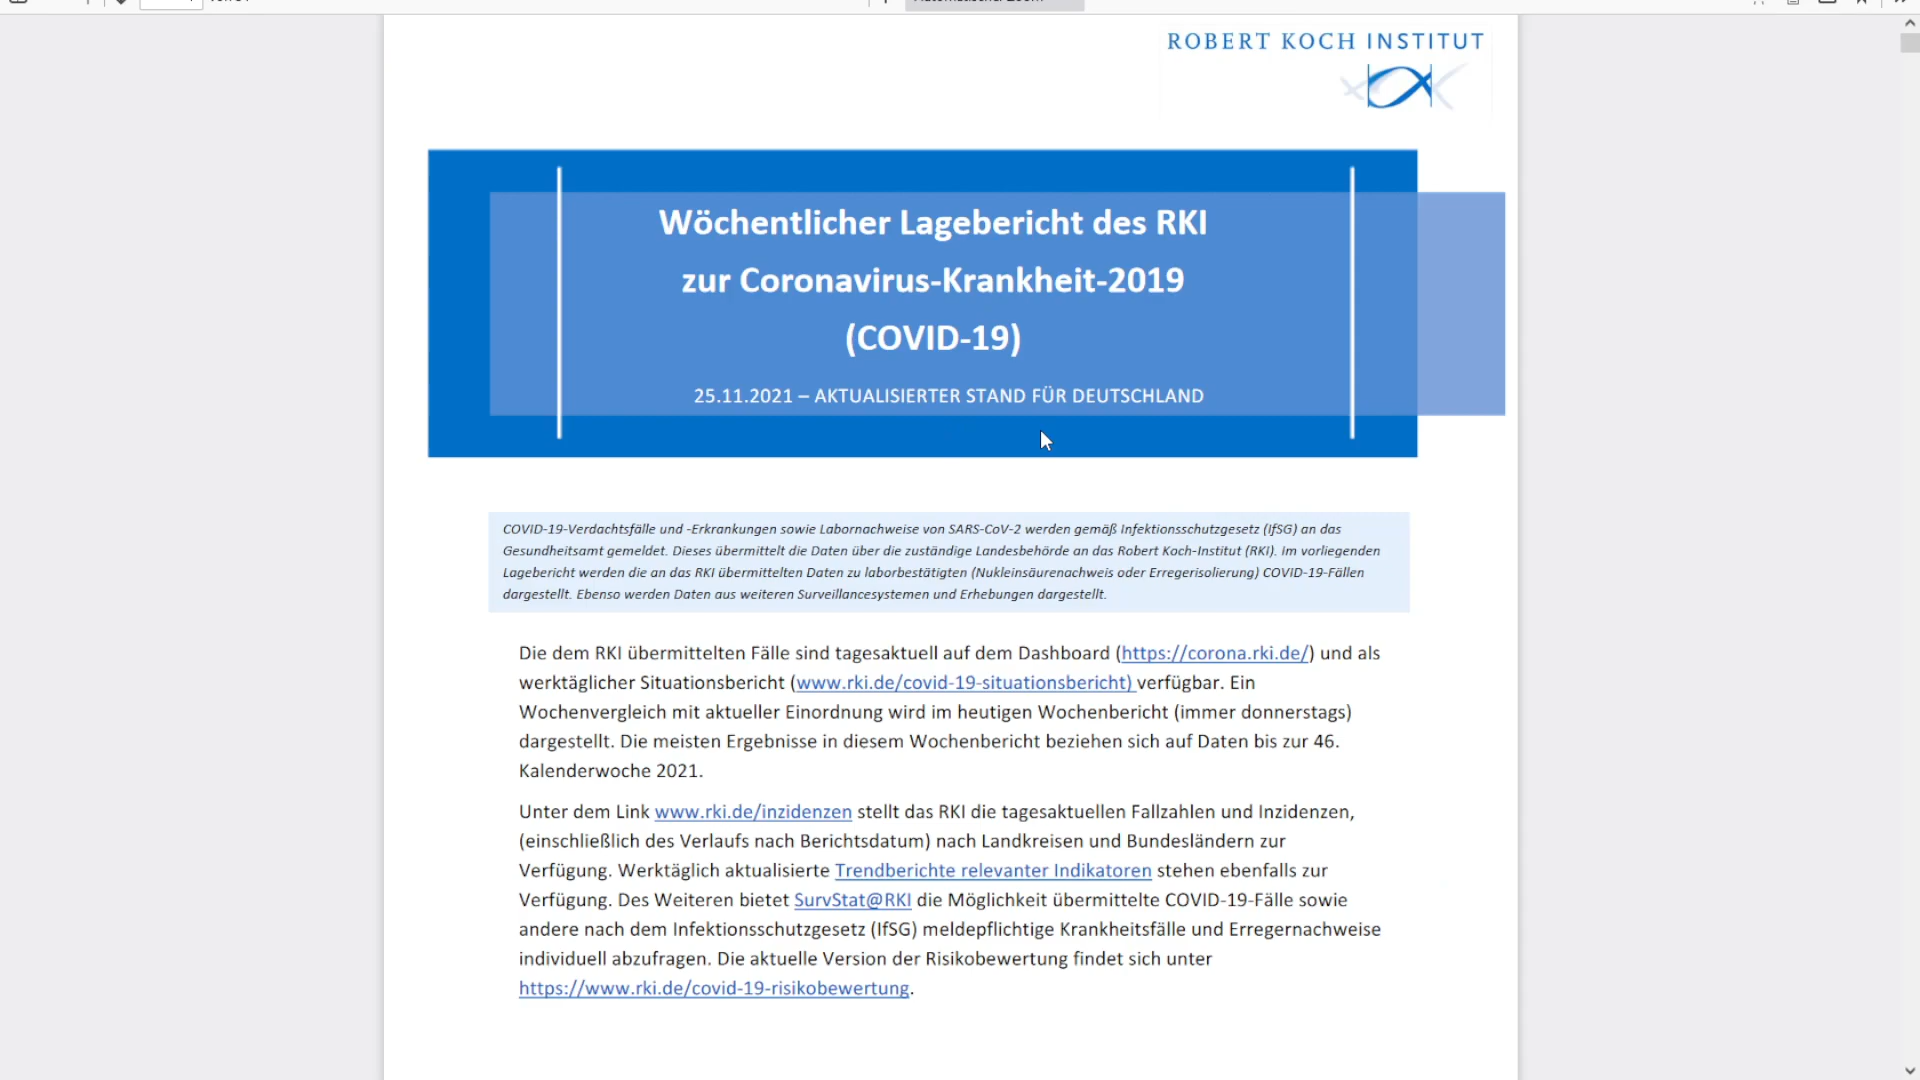 ROBERT KOCH INSTITUT
Wöchentlicher Lagebericht des RKI
zur Coronavirus-Krankheit-2019
(COVID-19)
25.11.2021 – AKTUALISIERTER STAND FÜR DEUTSCHLAND
COVID-19-Verdachtsfälle und -Erkrankungen sowie Labornachweise von SARS-CoV-2 werden gemäß Infektionsschutzgesetz (IfSG) an das
Gesundheitsamt gemeldet. Dieses übermittelt die Daten über die zuständige Landesbehörde an das Robert Koch-Institut (RKI). Im vorliegenden
Lagebericht werden die an das RKI übermittelten Daten zu laborbestätigten (Nukleinsäurenachweis oder Erregerisolierung) COVID-19-Fällen
dargestellt. Ebenso werden Daten aus weiteren Surveillancesystemen und Erhebungen dargestellt.
Die dem RKI übermittelten Fälle sind tagesaktuell auf dem Dashboard (https://corona.rki.de/) und als
werktäglicher Situationsbericht (www.rki.de/covid-19-situationsbericht) verfügbar. Ein
Wochenvergleich mit aktueller Einordnung wird im heutigen Wochenbericht (immer donnerstags)
dargestellt. Die meisten Ergebnisse in diesem Wochenbericht beziehen sich auf Daten bis zur 46.
Kalenderwoche 2021.
Unter dem Link www.rki.de/inzidenzen stellt das RKI die tagesaktuellen Fallzahlen und Inzidenzen,
(einschließlich des Verlaufs nach Berichtsdatum) nach Landkreisen und Bundesländern zur
Verfügung. Werktäglich aktualisierte Trendberichte relevanter Indikatoren stehen ebenfalls zur
Verfügung. Des Weiteren bietet SurvStat@RKI die Möglichkeit übermittelte COVID-19-Fälle sowie
andere nach dem Infektionsschutzgesetz (IfSG) meldepflichtige Krankheitsfälle und Erregernachweise
individuell abzufragen. Die aktuelle Version der Risikobewertung findet sich unter
https://www.rki.de/covid-19-risikobewertung.